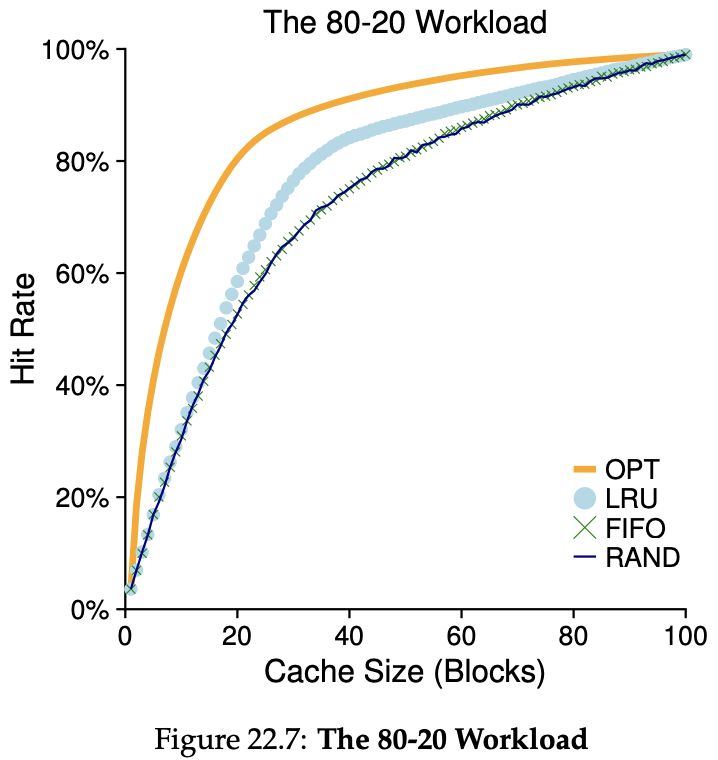 The 80-20 Workload
100%
80%
60%
40%
20%
0%
Hit Rate
OPT
LRU
FIFO
RAND
0 20 40 60 80 100
Cache Size (Blocks)
Figure 22.7: The 80-20 Workload